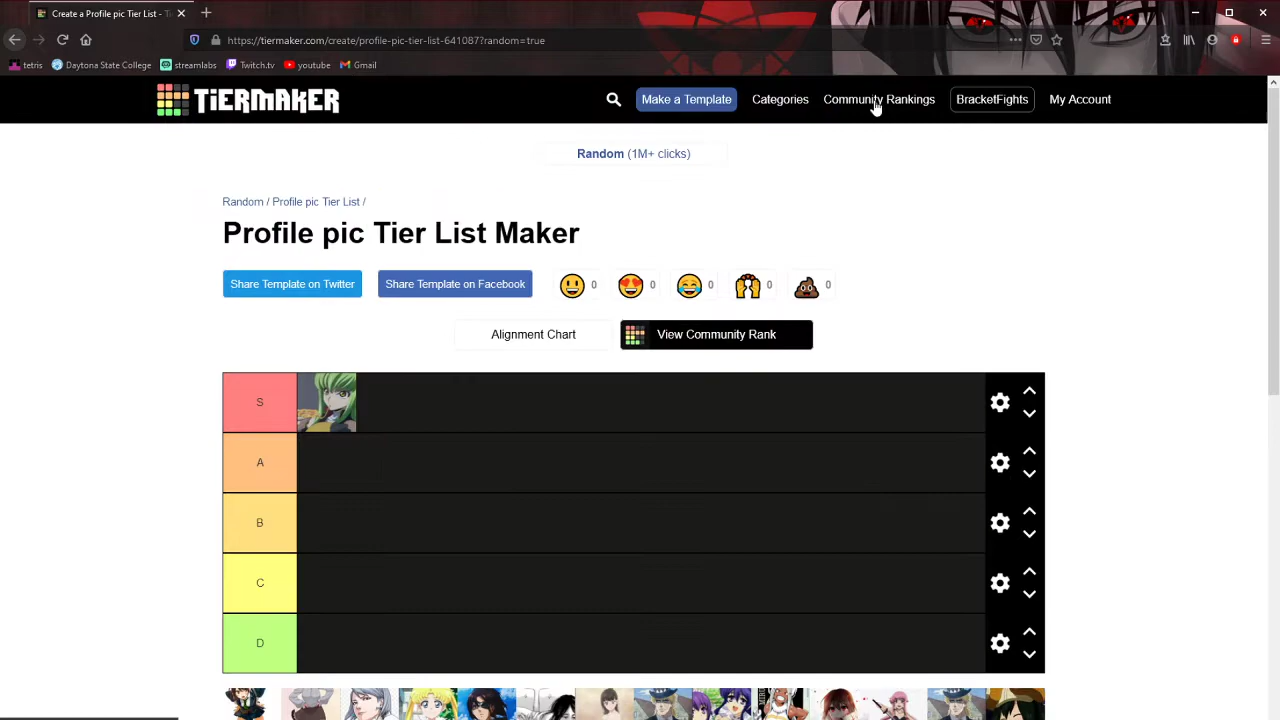 Create a Profile pic Tier List - Ti
https://tiermaker.com/create/profile-pic-tier-list-641087?random=true
tetris Daytona State College streamlabs Twitch.tv youtube Gmail
TiERMAKER Make a Template Categories Community Rankings BracketFights My Account
Random (1M+ clicks)
Random / Profile pic Tier List /
Profile pic Tier List Maker
Share Template on Twitter Share Template on Facebook 0 0 0 0 0
Alignment Chart View Community Rank
S
A
B
C
D